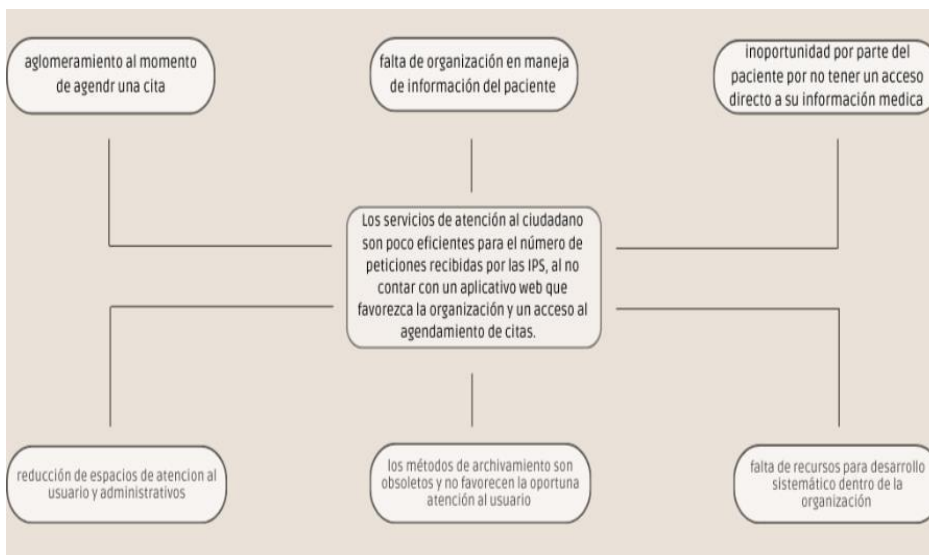 aglomeramiento al momento
de agendr una cita
falta de organización en maneja
de información del paciente
inoportunidad por parte del
paciente por no tener un acceso
directo a su información medica
Los servicios de atención al ciudadano
son poco eficientes para el número de
peticiones recibidas por las IPS, al no
contar con un aplicativo web que
favorezca la organización y un acceso al
agendamiento de citas.
reducción de espacios de atencion al
usuario y administrativos
los métodos de archivamiento son
obsoletos y no favorecen la oportuna
atención al usuario
falta de recursos para desarrollo
sistemático dentro de la
organización